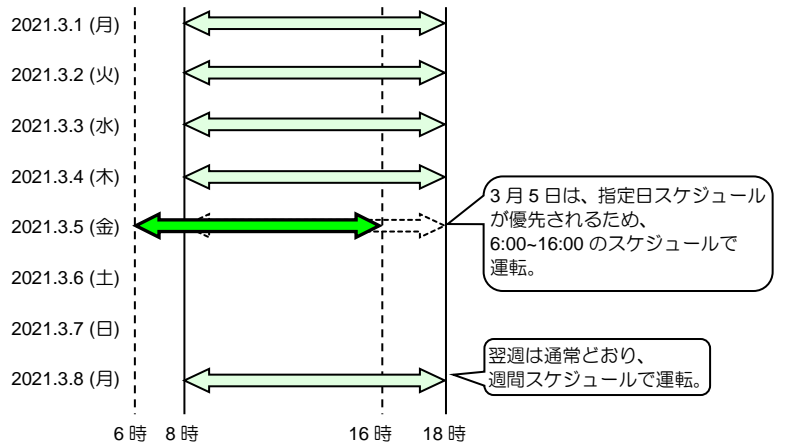 2021.3.1 (月)
2021.3.2 (火)
2021.3.3 (水)
2021.3.4 (木)
2021.3.5 (金)
2021.3.6 (土)
2021.3.7 (日)
2021.3.8 (月)
3 月 5 日は、指定日スケジュール
が優先されるため、
6:00~16:00 のスケジュールで
運転。
翌週は通常どおり、
週間スケジュールで運転。
6 時 8 時 16 時 18 時